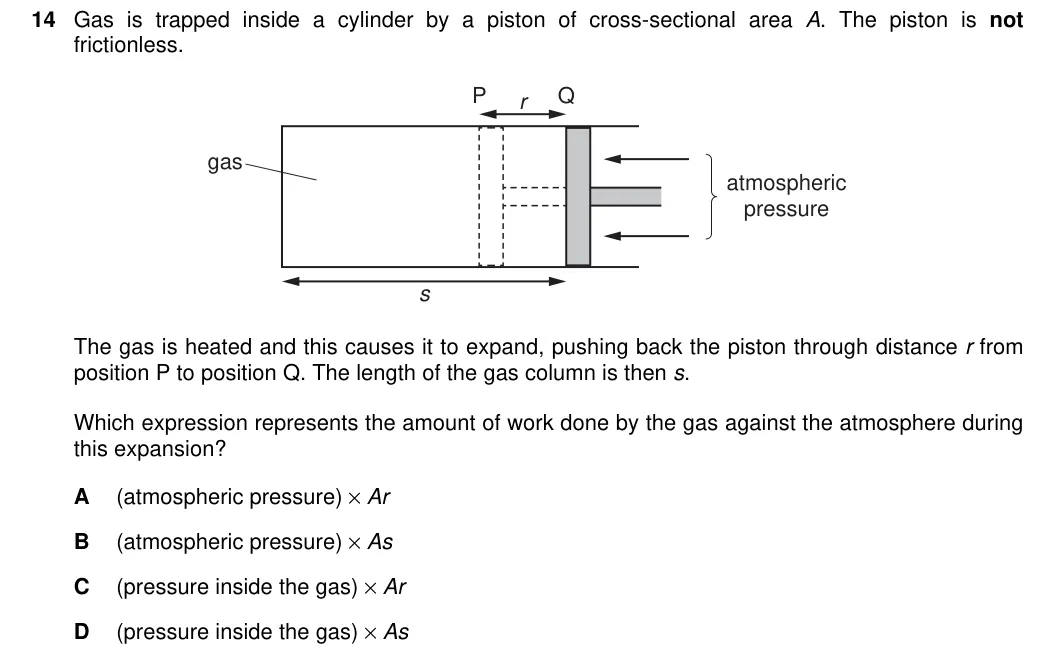 14 Gas is trapped inside a cylinder by a piston of cross-sectional area A. The piston is not
frictionless.
P r Q
gas
atmospheric
pressure
s
The gas is heated and this causes it to expand, pushing back the piston through distance r from
position P to position Q. The length of the gas column is then s.
Which expression represents the amount of work done by the gas against the atmosphere during
this expansion?
A (atmospheric pressure) × Ar
B (atmospheric pressure) × As
C (pressure inside the gas) × Ar
D (pressure inside the gas) × As